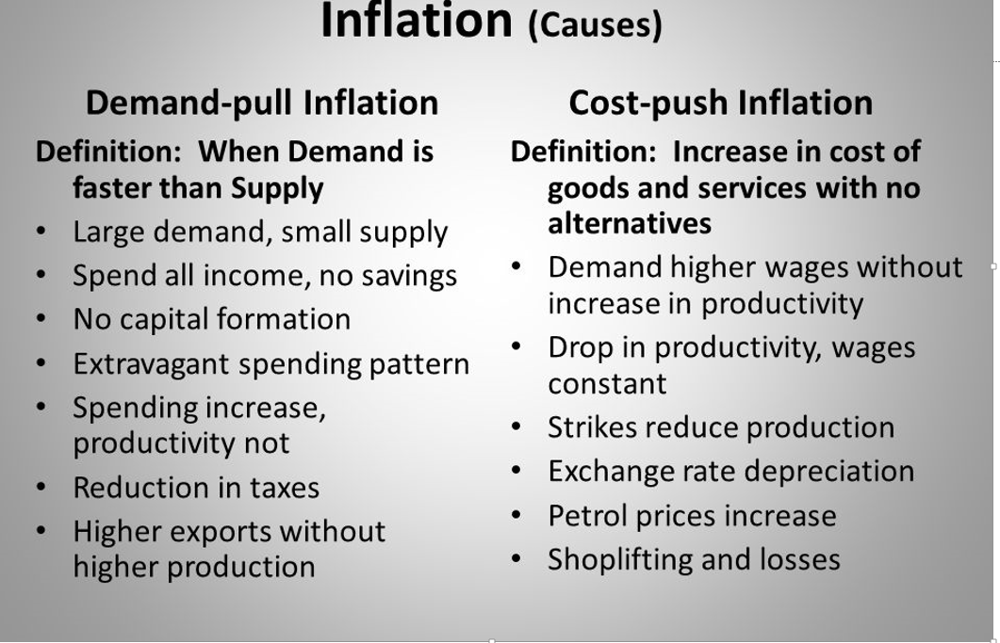 Inflation (Causes)
Demand-pull Inflation
Definition: When Demand is
faster than Supply
• Large demand, small supply
• Spend all income, no savings
• No capital formation
• Extravagant spending pattern
• Spending increase,
productivity not
• Reduction in taxes
• Higher exports without
higher production
Cost-push Inflation
Definition: Increase in cost of
goods and services with no
alternatives
• Demand higher wages without
increase in productivity
• Drop in productivity, wages
constant
• Strikes reduce production
• Exchange rate depreciation
• Petrol prices increase
• Shoplifting and losses